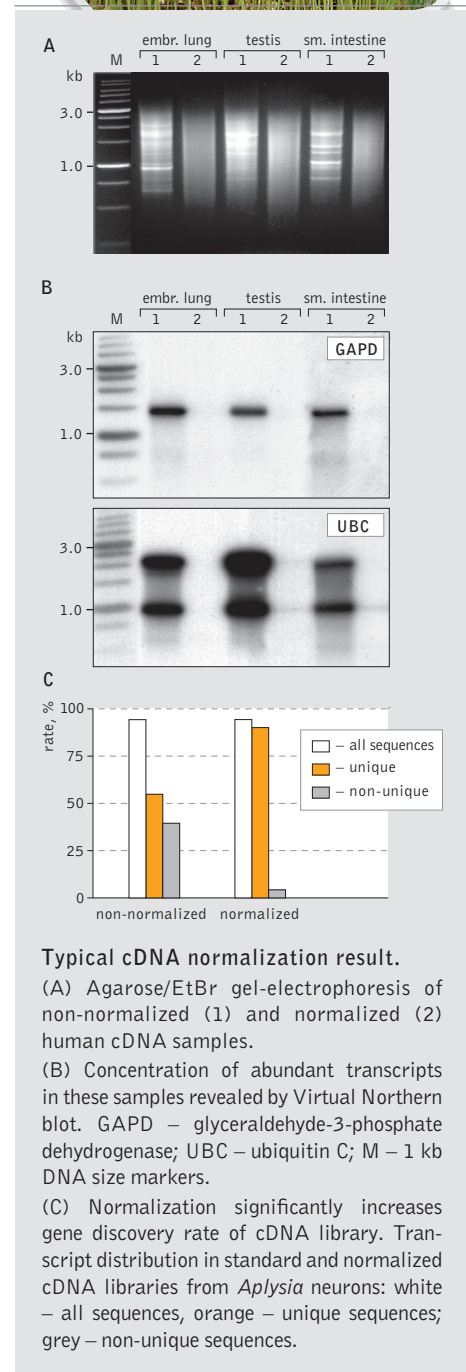 A
embr. lung testis sm. intestine
M 1 2 1 2 1 2
kb
3.0
1.0
B
embr. lung testis sm. intestine
M 1 2 1 2 1 2
kb
GAPD
3.0
1.0
UBC
3.0
1.0
C
rate, %
100
75
50
25
0
– all sequences
– unique
– non-unique
non-normalized normalized
Typical cDNA normalization result.
(A) Agarose/EtBr gel-electrophoresis of
non-normalized (1) and normalized (2)
human cDNA samples.
(B) Concentration of abundant transcripts
in these samples revealed by Virtual Northern
blot. GAPD – glyceraldehyde-3-phosphate
dehydrogenase; UBC – ubiquitin C; M – 1 kb
DNA size markers.
(C) Normalization significantly increases
gene discovery rate of cDNA library. Tran-
script distribution in standard and normalized
cDNA libraries from Aplysia neurons: white
– all sequences, orange – unique sequences;
grey – non-unique sequences.